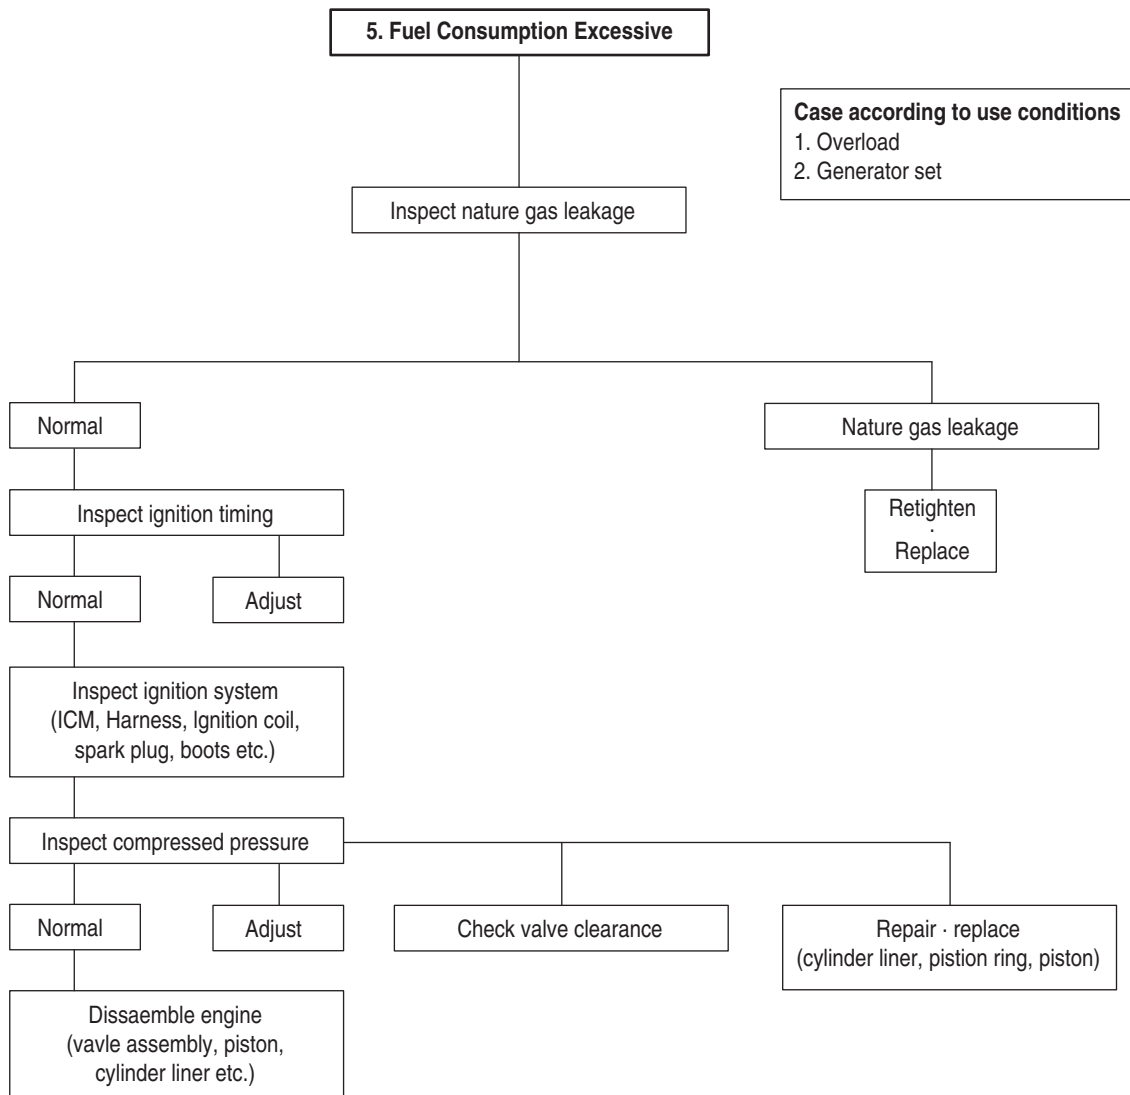 5. Fuel Consumption Excessive
Case according to use conditions
1. Overload
2. Generator set
Inspect nature gas leakage
Normal
Nature gas leakage
Inspect ignition timing
Retighten
·
Replace
Normal
Adjust
Inspect ignition system
(ICM, Harness, Ignition coil,
spark plug, boots etc.)
Inspect compressed pressure
Normal
Adjust
Check valve clearance
Repair · replace
(cylinder liner, pistion ring, piston)
Dissaemble engine
(vavle assembly, piston,
cylinder liner etc.)